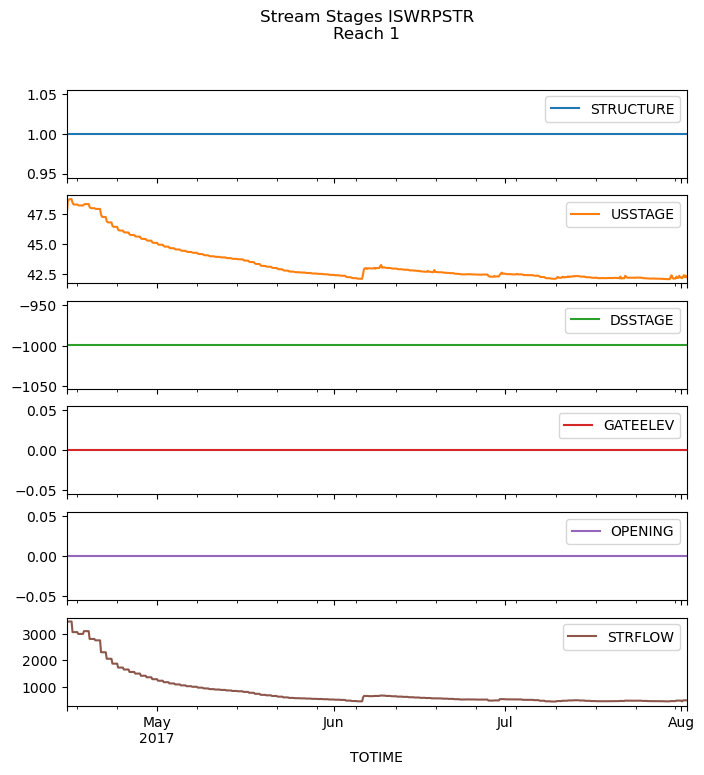 Stream Stages ISWRPSTR
Reach 1
1.05
1.00
0.95
STRUCTURE
47.5
45.0
42.5
USSTAGE
−950
−1000
−1050
DSSTAGE
0.05
0.00
−0.05
GATEELEV
0.05
0.00
−0.05
OPENING
3000
2000
1000
STRFLOW
May
2017
Jun
Jul
Aug
TOTIME